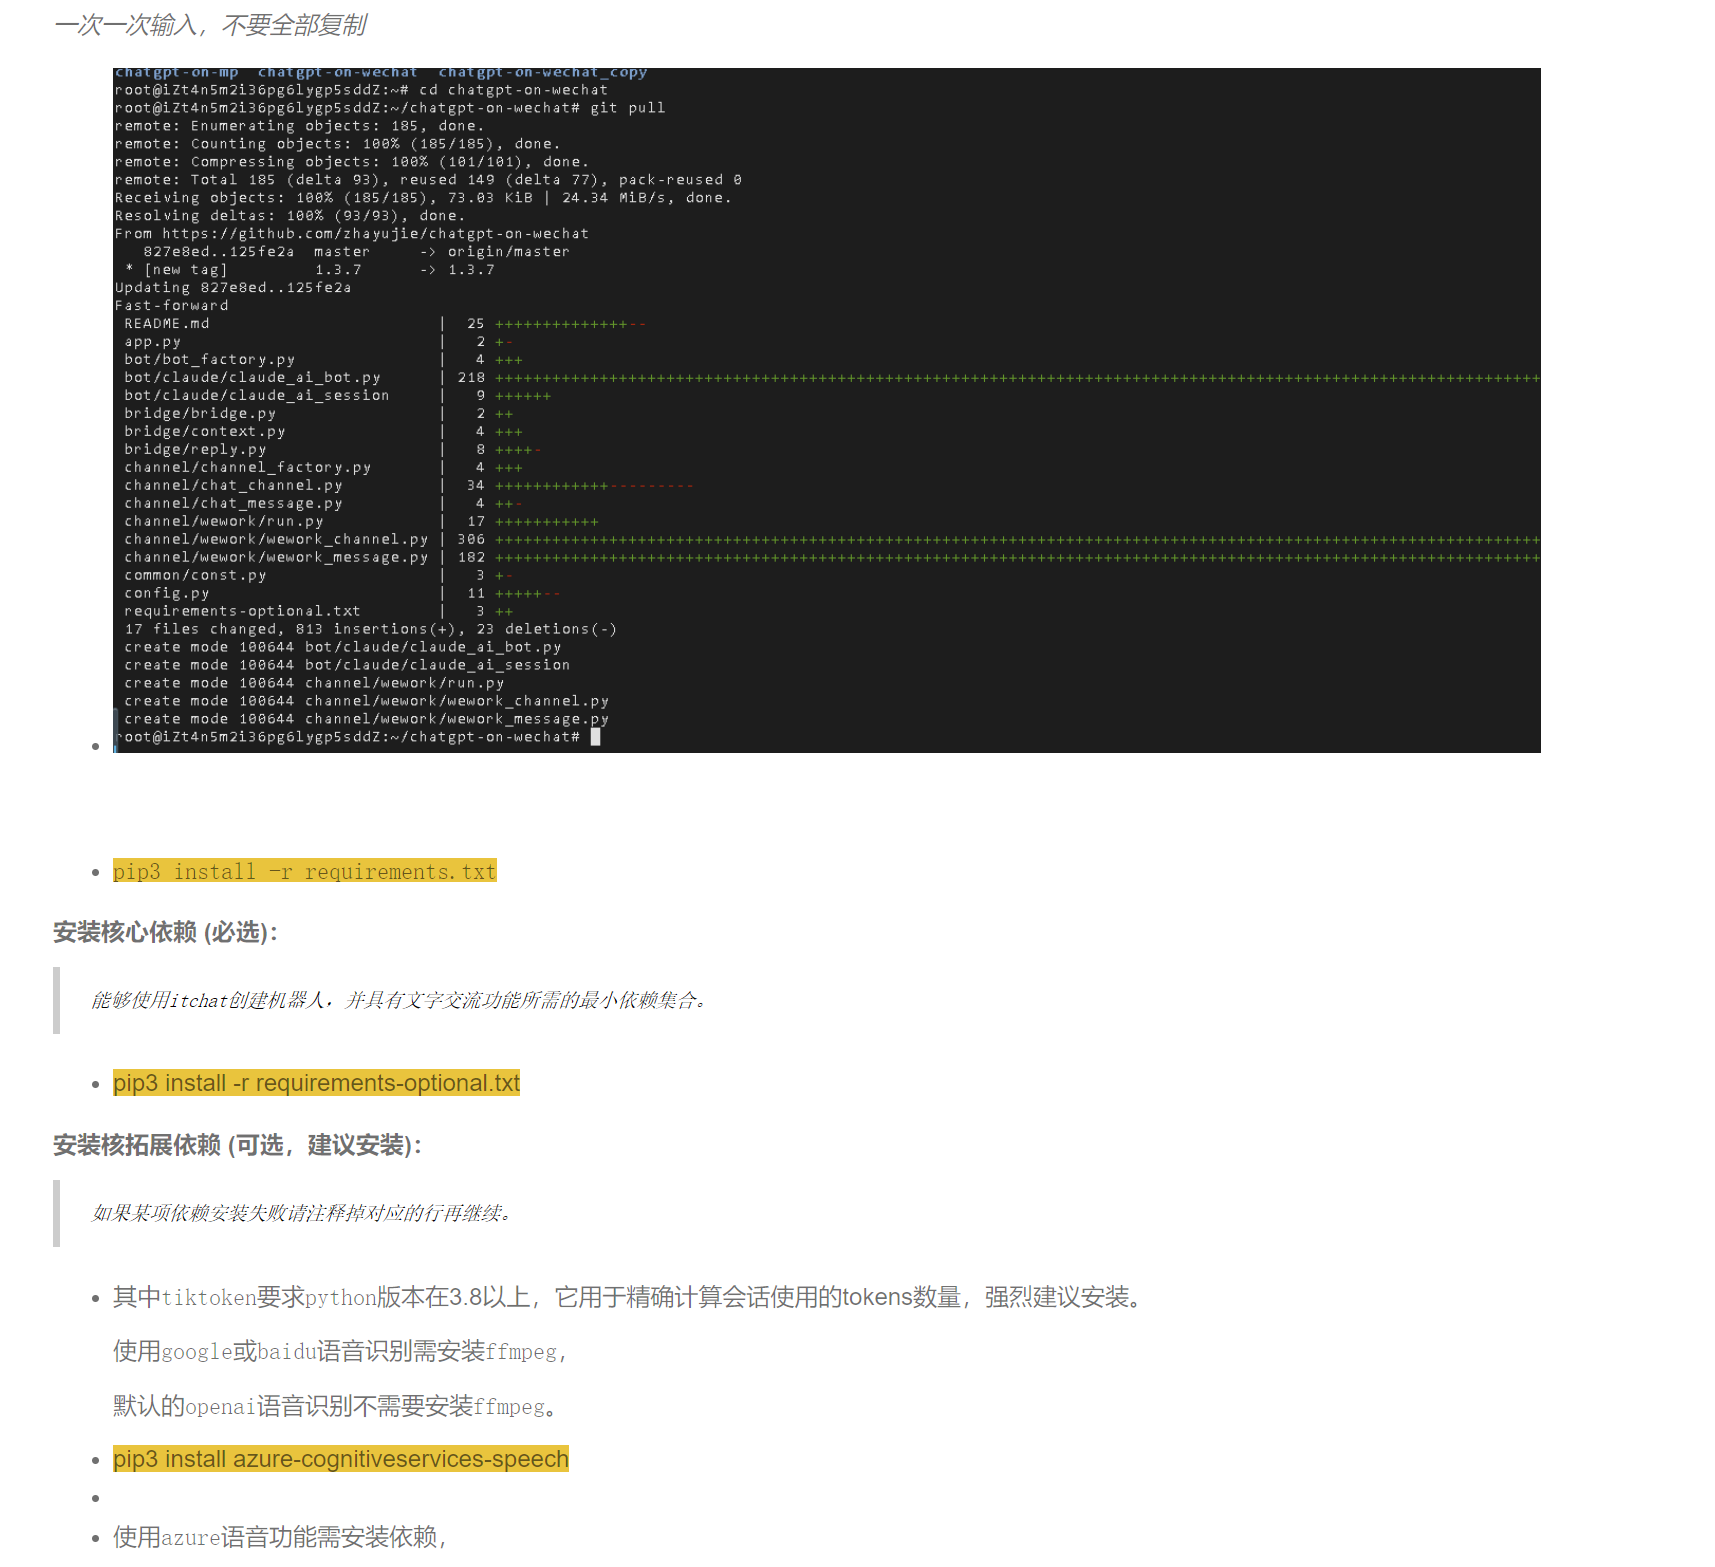 一次一次输入，不要全部复制
chatgpt-on-mp  chatgpt-on-wechat  chatgpt-on-wechat_copy
root@iZt4n5m2i36pg6lygp5sddZ:~# cd chatgpt-on-wechat
root@iZt4n5m2i36pg6lygp5sddZ:~/chatgpt-on-wechat# git pull
remote: Enumerating objects: 185, done.
remote: Counting objects: 100% (185/185), done.
remote: Compressing objects: 100% (101/101), done.
remote: Total 185 (delta 93), reused 149 (delta 77), pack-reused 0
Receiving objects: 100% (185/185), 73.03 KiB | 24.34 MiB/s, done.
Resolving deltas: 100% (93/93), done.
From https://github.com/zhayujie/chatgpt-on-wechat
827e8ed..125fe2a  master     -> origin/master
* [new tag]         1.3.7      -> 1.3.7
Updating 827e8ed..125fe2a
Fast-forward
README.md | 25 ++++++++++++++--
app.py | 2 +-
bot/bot_factory.py | 4 +++
bot/claude/claude_ai_bot.py | 218 ++++++++++++++++++++++++++++++++++++++++++++++++++++++++++++++++++++++++++++++++++++++++++++++++++++++++++++++
bot/claude/claude_ai_session | 9 ++++++
bridge/bridge.py | 2 ++
bridge/context.py | 4 +++
bridge/reply.py | 8 ++++-
channel/channel_factory.py | 4 +++
channel/chat_channel.py | 34 ++++++++++++---------
channel/chat_message.py | 4 ++-
channel/wework/run.py | 17 +++++++++++
channel/wework/wework_channel.py | 306 ++++++++++++++++++++++++++++++++++++++++++++++++++++++++++++++++++++++++++++++++++++++++++++++++++++++++++++++
channel/wework/wework_message.py | 182 ++++++++++++++++++++++++++++++++++++++++++++++++++++++++++++++++++++++++++++++++++++++++++++++++++++++++++++++
common/const.py | 3 +-
config.py | 11 +++++--
requirements-optional.txt | 3 ++
17 files changed, 813 insertions(+), 23 deletions(-)
create mode 100644 bot/claude/claude_ai_bot.py
create mode 100644 bot/claude/claude_ai_session
create mode 100644 channel/wework/run.py
create mode 100644 channel/wework/wework_channel.py
create mode 100644 channel/wework/wework_message.py
root@iZt4n5m2i36pg6lygp5sddZ:~/chatgpt-on-wechat#
pip3 install -r requirements.txt
安装核心依赖 (必选)：
能够使用itchat创建机器人，并具有文字交流功能所需的最小依赖集合。
pip3 install -r requirements-optional.txt
安装核拓展依赖 (可选，建议安装)：
如果某项依赖安装失败请注释掉对应的行再继续。
其中tiktoken要求python版本在3.8以上，它用于精确计算会话使用的tokens数量，强烈建议安装。
使用google或baidu语音识别需安装ffmpeg，
默认的openai语音识别不需要安装ffmpeg。
pip3 install azure-cognitiveservices-speech
使用azure语音功能需安装依赖，